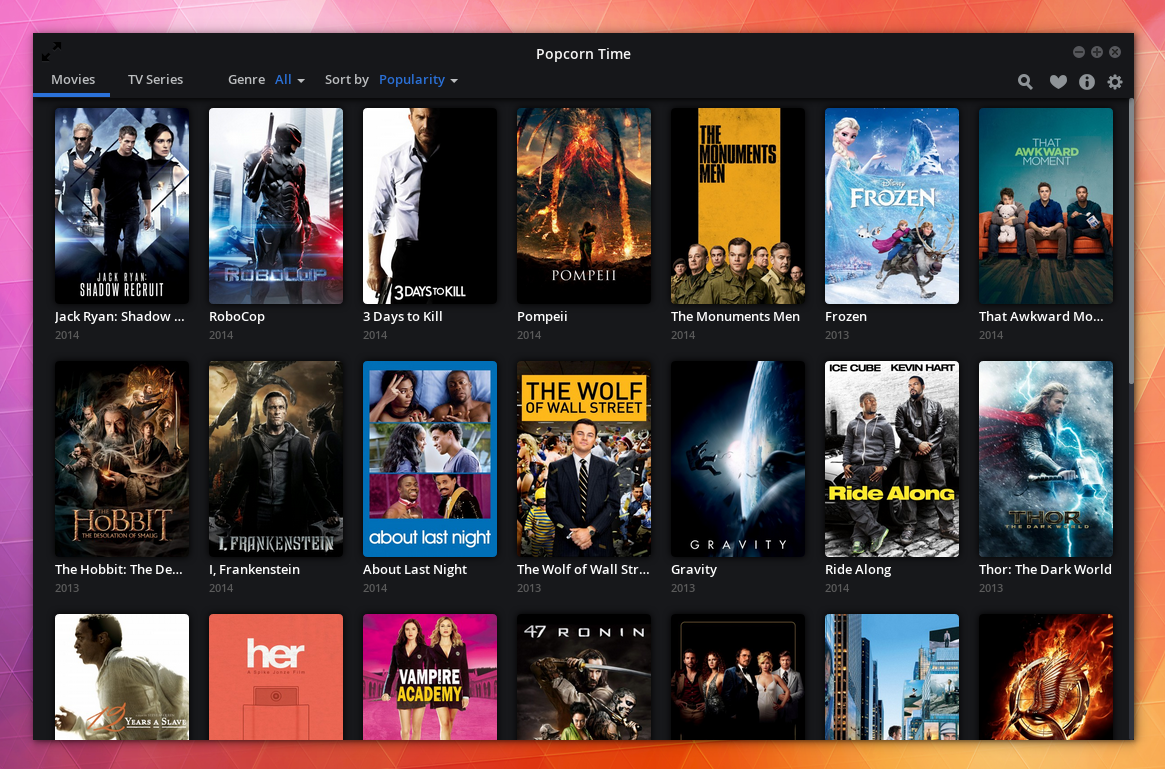 Popcorn Time
Movies TV Series Genre All Sort by Popularity
JACK RYAN:
SHADOW RECRUIT
ROBOCOP
3 DAYS TO KILL
POMPEII
THE
MONUMENTS
MEN
Disney
FROZEN
THAT
AWKWARD
MOMENT
Jack Ryan: Shadow ...
RoboCop
3 Days to Kill
Pompeii
The Monuments Men
Frozen
That Awkward Mo...
2014
2014
2014
2014
2014
2013
2014
THE
HOBBIT
THE DESOLATION OF SMAUG
I, FRANKENSTEIN
about last night
THE WOLF
OF WALL STREET
GRAVITY
ICE CUBE KEVIN HART
Ride Along
THOR
THE DARK WORLD
The Hobbit: The De...
I, Frankenstein
About Last Night
The Wolf of Wall Str...
Gravity
Ride Along
Thor: The Dark World
2013
2014
2014
2013
2013
2014
2013
12 YEARS A SLAVE
her
A Spike Jonze Film
VAMPIRE
ACADEMY
47 RONIN